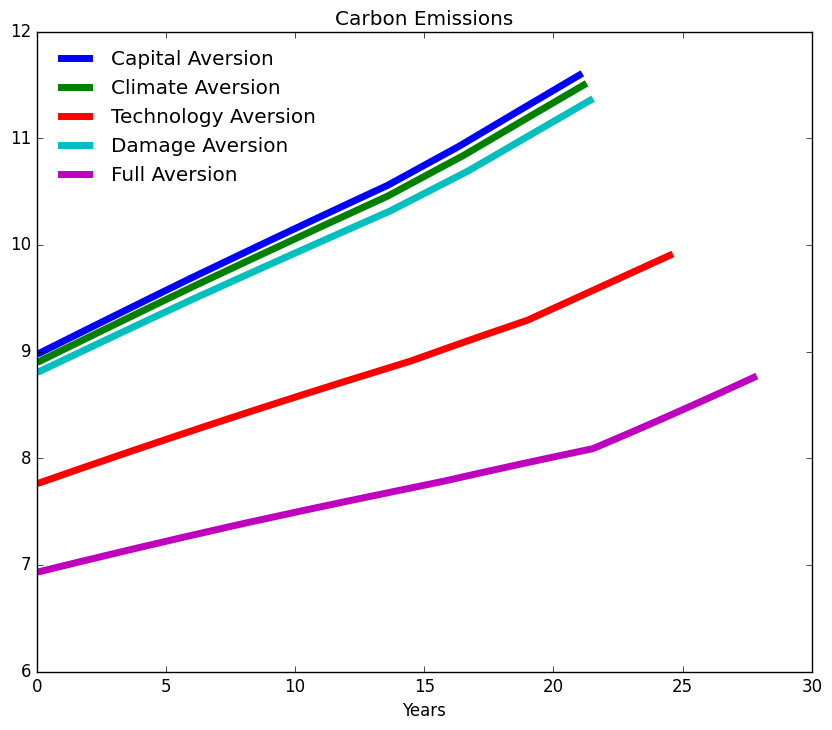 Carbon Emissions
12
11
10
9
8
7
6
Capital Aversion
Climate Aversion
Technology Aversion
Damage Aversion
Full Aversion
0 5 10 15 20 25 30
Years